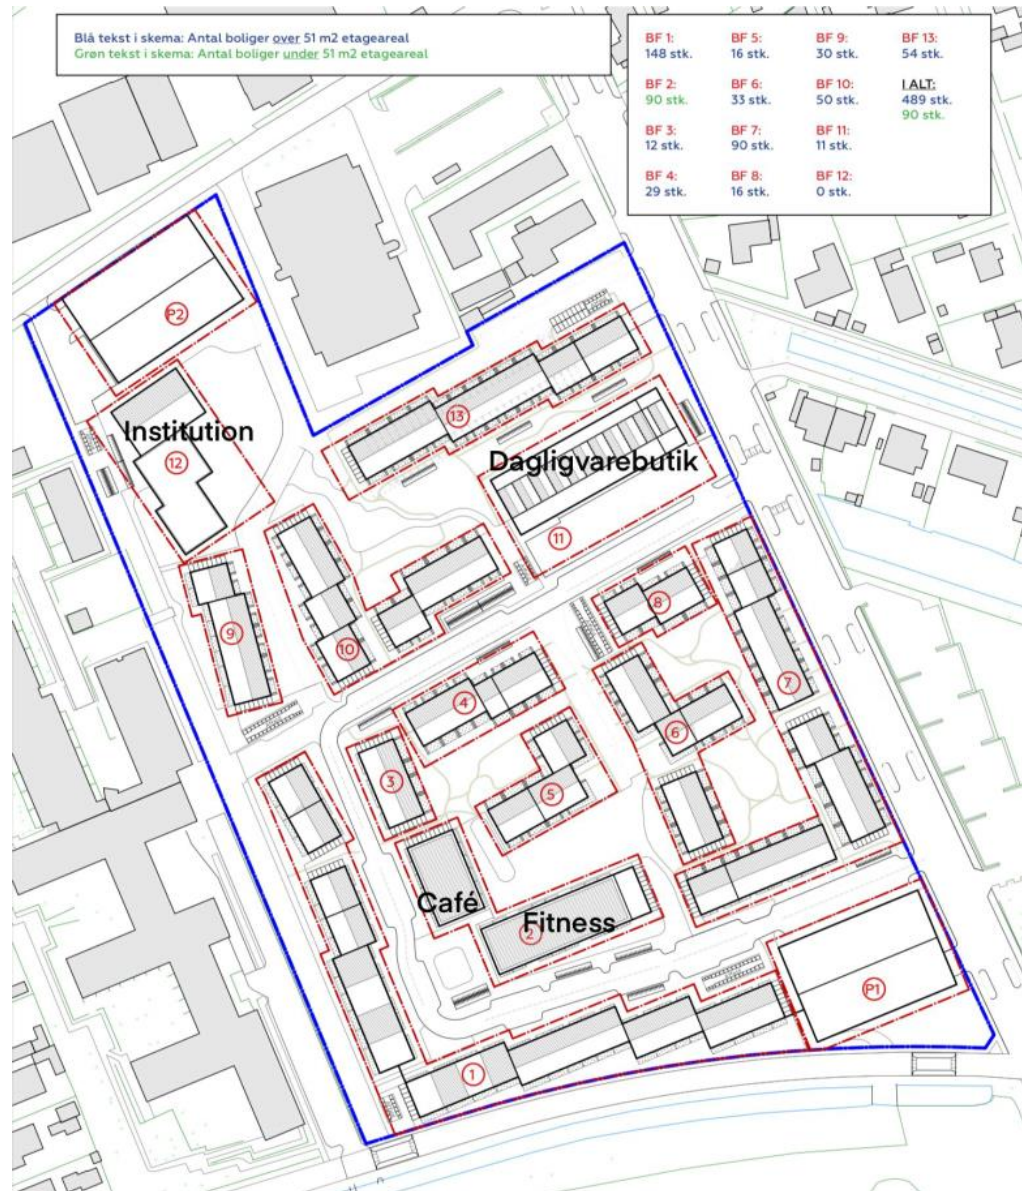 Blå tekst i skema: Antal boliger over 51 m2 etageareal
Grøn tekst i skema: Antal boliger under 51 m2 etageareal
BF 1:
148 stk.
BF 2:
90 stk.
BF 3:
12 stk.
BF 4:
29 stk.
BF 5:
16 stk.
BF 6:
33 stk.
BF 7:
90 stk.
BF 8:
16 stk.
BF 9:
30 stk.
BF 10:
50 stk.
BF 11:
11 stk.
BF 12:
0 stk.
BF 13:
54 stk.
I ALT:
489 stk.
90 stk.
P2
13
Institution
12
Dagligvarebutik
11
8
9
10
7
4
6
3
5
Café
Fitness
2
P1
1